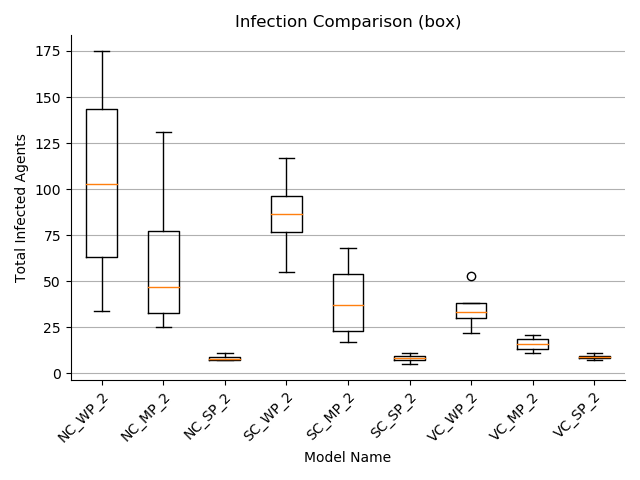 Infection Comparison (box)
Total Infected Agents
175
150
125
100
75
50
25
0
NC_WP_2
NC_MP_2
NC_SP_2
SC_WP_2
SC_MP_2
SC_SP_2
VC_WP_2
VC_MP_2
VC_SP_2
Model Name